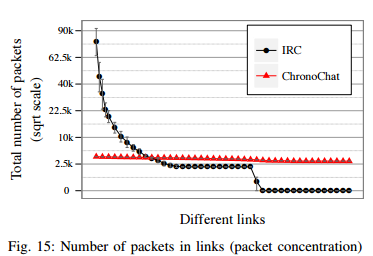 90k
62.5k
40k
22.5k
10k
2.5k
0
Total number of packets
(sqrt scale)
IRC
ChronoChat
Different links
Fig. 15: Number of packets in links (packet concentration)